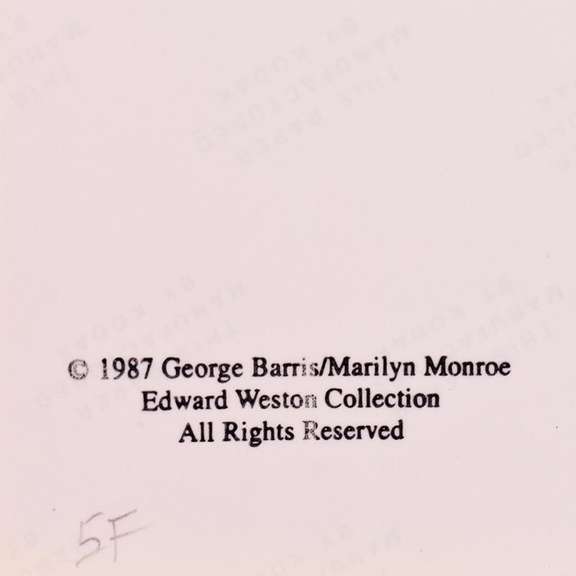 © 1987 George Barris/Marilyn Monroe
Edward Weston Collection
All Rights Reserved
5F